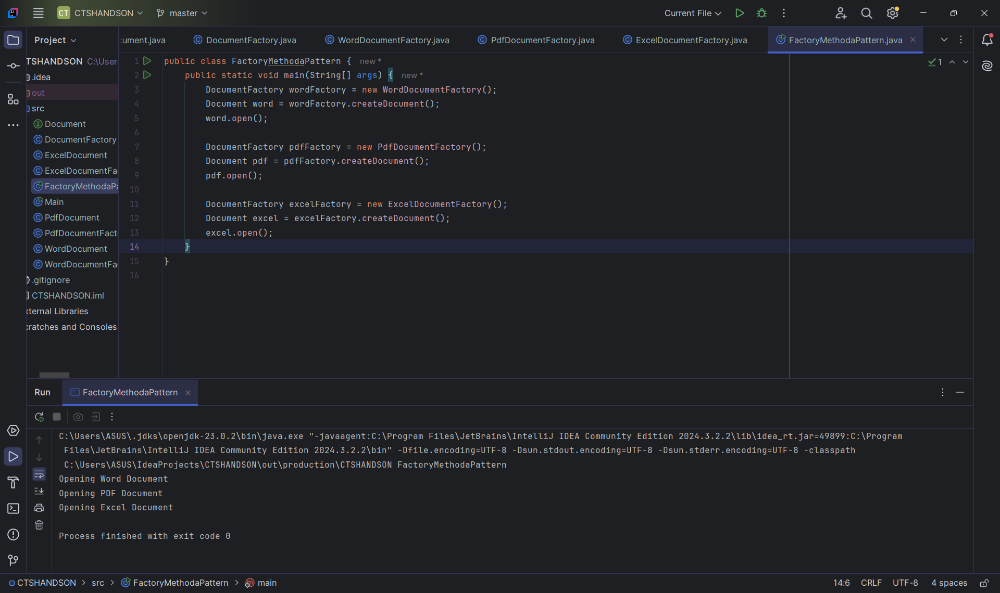 CT CTSHANDSON master Current File
Project
TSHANDSON C:\User
.idea
out
src
Document
DocumentFactory
ExcelDocument
ExcelDocumentFa
FactoryMethodaPa
Main
PdfDocument
PdfDocumentFact
WordDocument
WordDocumentFa
.gitignore
CTSHANDSON.iml
xternal Libraries
cratches and Consoles
ument.java DocumentFactory.java WordDocumentFactory.java PdfDocumentFactory.java ExcelDocumentFactory.java FactoryMethodaPattern.java
1 public class FactoryMethodaPattern { new *
2 public static void main(String[] args) { new *
3 DocumentFactory wordFactory = new WordDocumentFactory();
4 Document word = wordFactory.createDocument();
5 word.open();
6
7 DocumentFactory pdfFactory = new PdfDocumentFactory();
8 Document pdf = pdfFactory.createDocument();
9 pdf.open();
10
11 DocumentFactory excelFactory = new ExcelDocumentFactory();
12 Document excel = excelFactory.createDocument();
13 excel.open();
14 }
15 }
16
1
Run FactoryMethodaPattern
C:\Users\ASUS\.jdks\openjdk-23.0.2\bin\java.exe "-javaagent:C:\Program Files\JetBrains\IntelliJ IDEA Community Edition 2024.3.2.2\lib\idea_rt.jar=49899:C:\Program
Files\JetBrains\IntelliJ IDEA Community Edition 2024.3.2.2\bin" -Dfile.encoding=UTF-8 -Dsun.stdout.encoding=UTF-8 -Dsun.stderr.encoding=UTF-8 -classpath
C:\Users\ASUS\IdeaProjects\CTSHANDSON\out\production\CTSHANDSON FactoryMethodaPattern
Opening Word Document
Opening PDF Document
Opening Excel Document
Process finished with exit code 0
CTSHANDSON > src > FactoryMethodaPattern > main 14:6 CRLF UTF-8 4 spaces